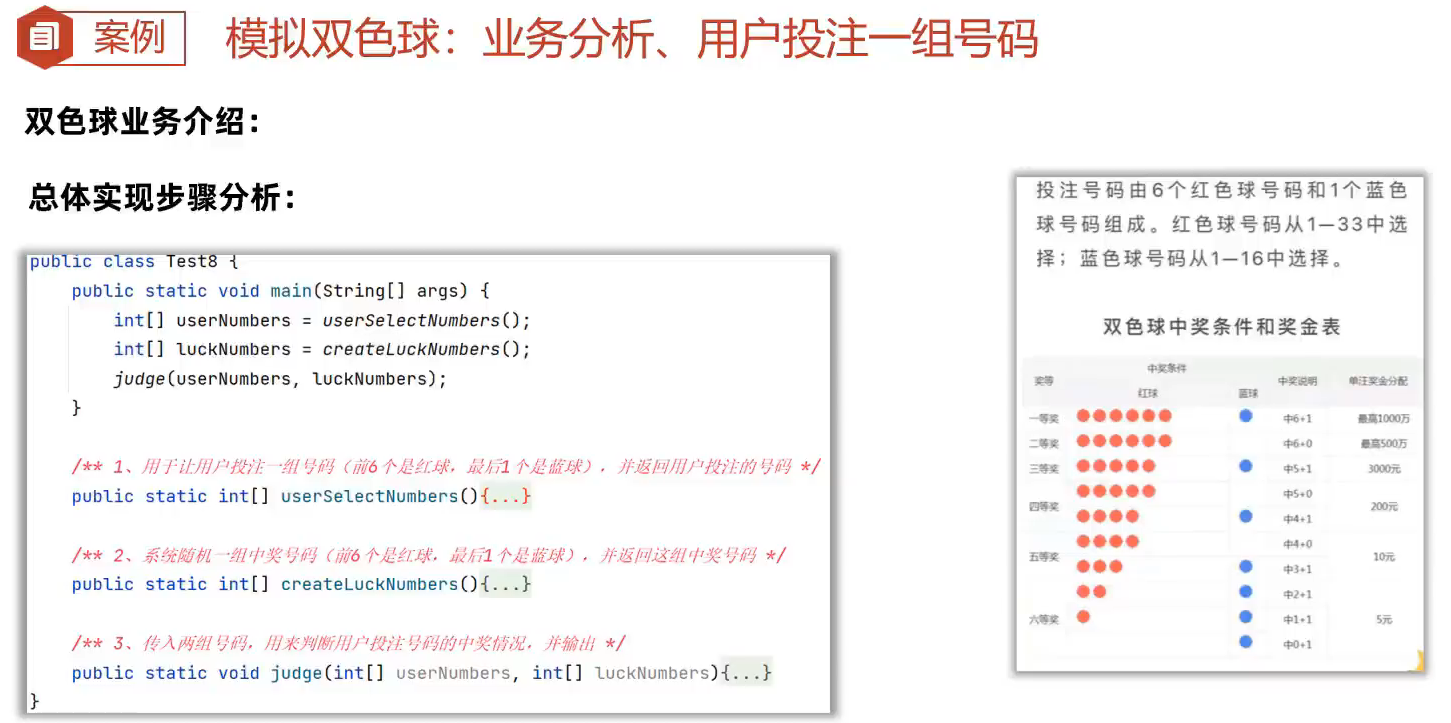 案例
模拟双色球：业务分析、用户投注一组号码
双色球业务介绍：
总体实现步骤分析：
public class Test8 {
public static void main(String[] args) {
int[] userNumbers = userSelectNumbers();
int[] luckNumbers = createLuckNumbers();
judge(userNumbers, luckNumbers);
}
/** 1、用于让用户投注一组号码（前6个是红球，最后1个是蓝球），并返回用户投注的号码 */
public static int[] userSelectNumbers(){...}
/** 2、系统随机一组中奖号码（前6个是红球，最后1个是蓝球），并返回这组中奖号码 */
public static int[] createLuckNumbers(){...}
/** 3、传入两组号码，用来判断用户投注号码的中奖情况，并输出 */
public static void judge(int[] userNumbers, int[] luckNumbers){...}
}
投注号码由6个红色球号码和1个蓝色
球号码组成。红色球号码从1—33中选
择；蓝色球号码从1—16中选择。
双色球中奖条件和奖金表
奖等 中奖条件 中奖说明 单注奖金分配
红球 蓝球
一等奖 中6+1 最高1000万
二等奖 中6+0 最高500万
三等奖 中5+1 3000元
四等奖 中5+0 200元
中4+1
五等奖 中4+0 10元
中3+1
六等奖 中2+1 5元
中1+1
中0+1